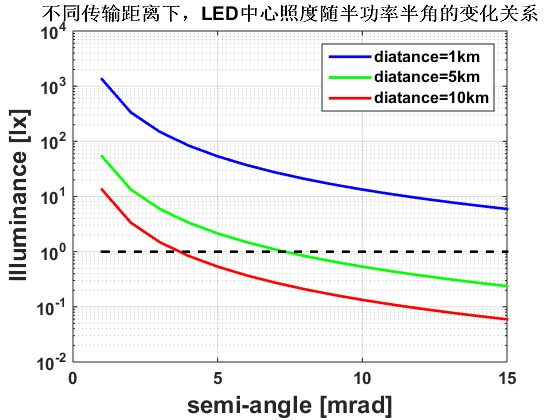 不同传输距离下，LED中心照度随半功率半角的变化关系
10^4
10^2
10^1
10^0
10^-1
10^-2
Illuminance [lx]
diatance=1km
diatance=5km
diatance=10km
0
5
10
15
semi-angle [mrad]